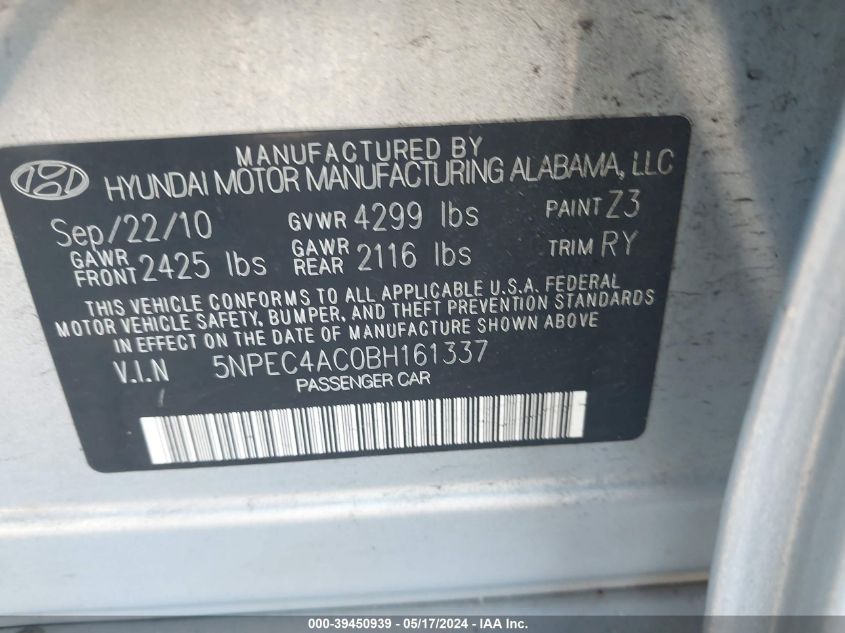 MANUFACTURED BY
HYUNDAI MOTOR MANUFACTURING ALABAMA, LLC
Sep/22/10 GVWR 4299 lbs PAINT Z3
GAWR FRONT 2425 lbs GAWR REAR 2116 lbs TRIM RY
THIS VEHICLE CONFORMS TO ALL APPLICABLE U.S.A. FEDERAL
MOTOR VEHICLE SAFETY, BUMPER, AND THEFT PREVENTION STANDARDS
IN EFFECT ON THE DATE OF MANUFACTURE SHOWN ABOVE
V.I.N 5NPEC4AC0BH161337
PASSENGER CAR
000-39450939 - 05/17/2024 - IAAI Inc.